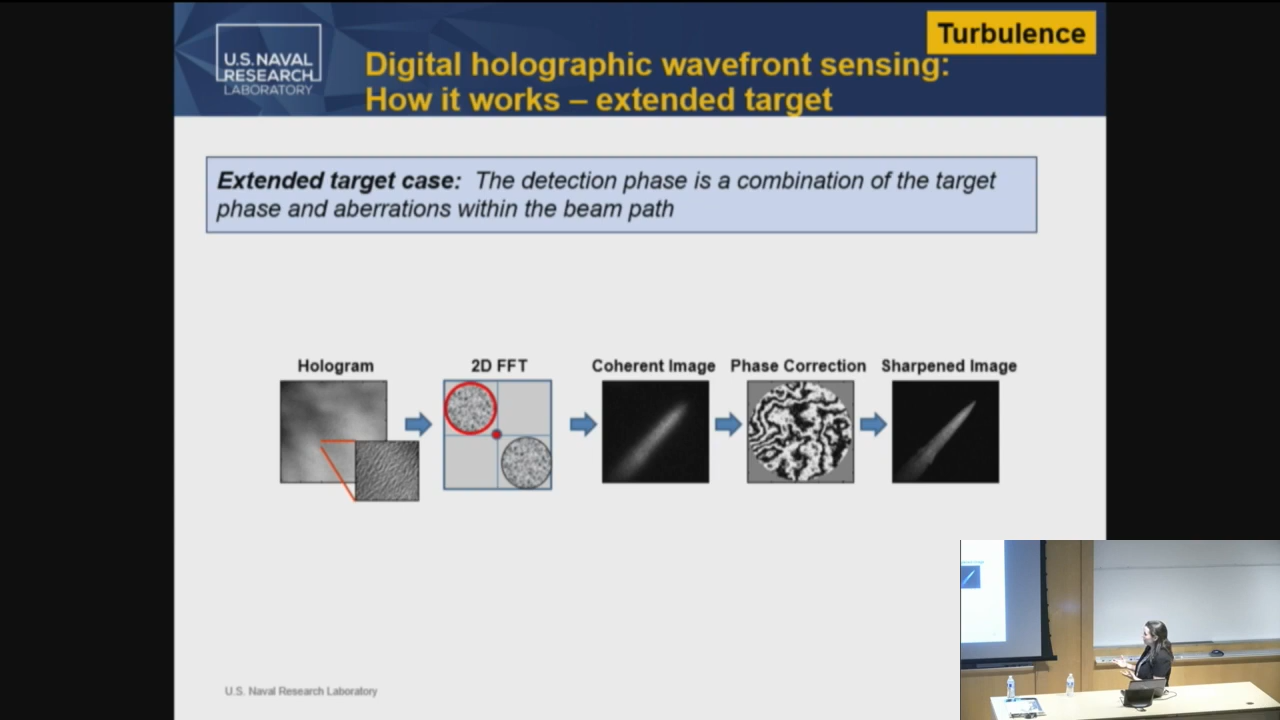 Turbulence
U.S. NAVAL
RESEARCH
LABORATORY
Digital holographic wavefront sensing:
How it works – extended target
Extended target case: The detection phase is a combination of the target
phase and aberrations within the beam path
Hologram
2D FFT
Coherent Image
Phase Correction
Sharpened Image
U.S. Naval Research Laboratory